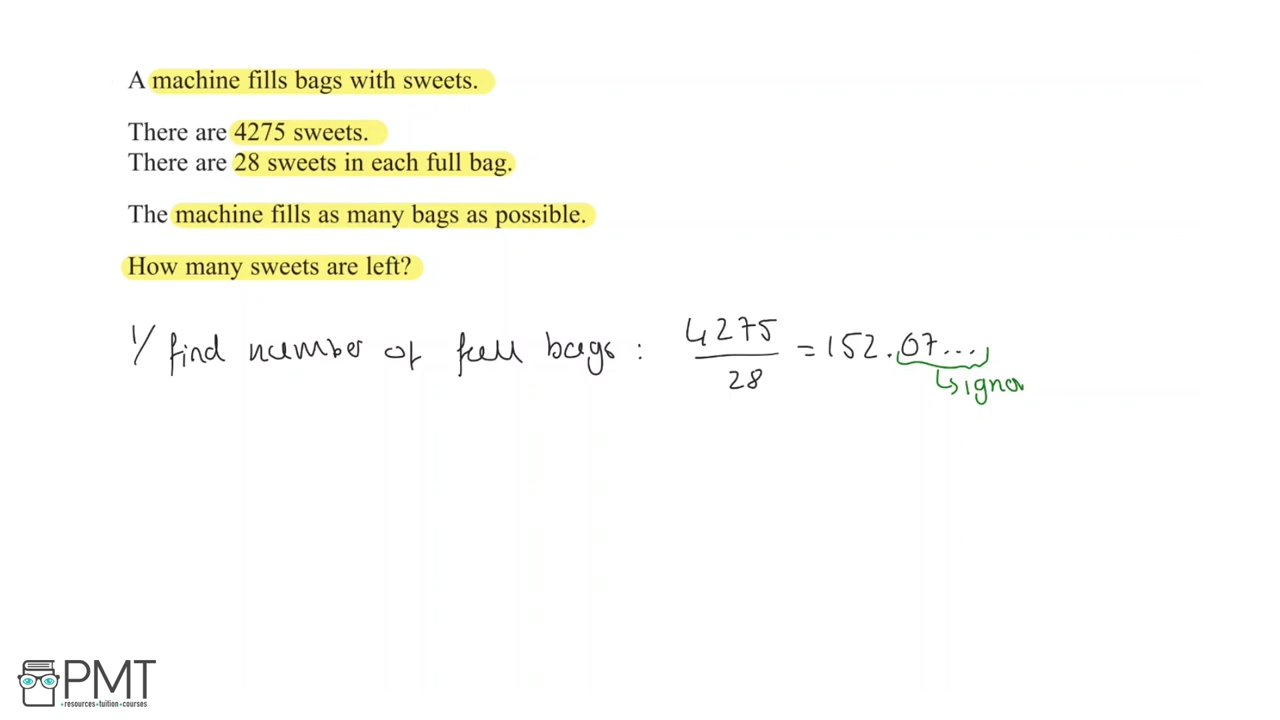 A machine fills bags with sweets.
There are 4275 sweets.
There are 28 sweets in each full bag.
The machine fills as many bags as possible.
How many sweets are left?
1/ find number of full bags : 4275/28 = 152.07...
↳ igno
PMT
•resources•tuition•courses